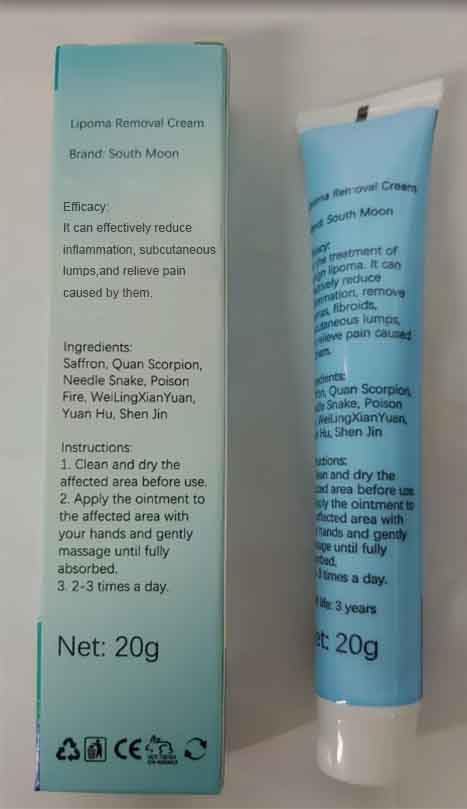 Lipoma Removal Cream
Brand: South Moon
Efficacy:
It can effectively reduce
inflammation, subcutaneous
lumps,and relieve pain
caused by them.
Ingredients:
Saffron, Quan Scorpion,
Needle Snake, Poison
Fire, WeiLingXianYuan,
Yuan Hu, Shen Jin
Instructions:
1. Clean and dry the
affected area before use.
2. Apply the ointment to
the affected area with
your hands and gently
massage until fully
absorbed.
3. 2-3 times a day.
Net: 20g
CE
Removal Cream
South Moon
treatment of
lipoma. It can
reduce
remove
fibroids,
lumps,
pain caused
Quan Scorpion,
Snake, Poison
WeiLingXianYuan,
Hu, Shen Jin
and dry the
area before use
the ointment to
area with
hands and gently
until fully
times a day.
3 years
20g